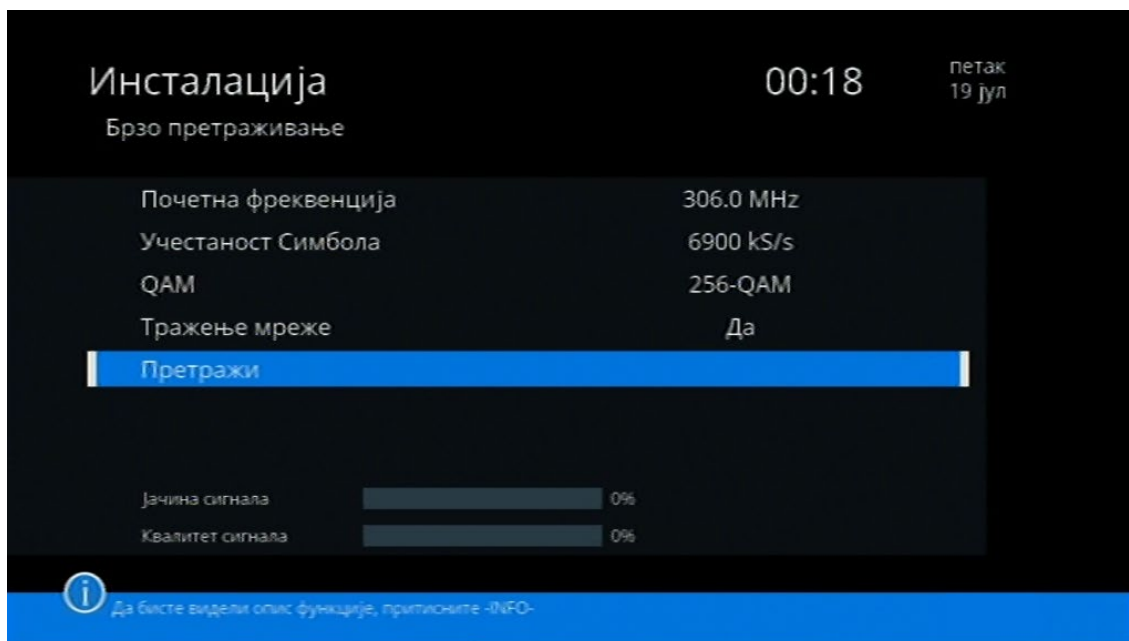 Инсталација
00:18
петак
19 јул
Брзо претраживање
Почетна фреквенција 306.0 MHz
Учестаност Симбола 6900 kS/s
QAM 256-QAM
Тражење мреже Да
Претражи
Јачина сигнала 0%
Квалитет сигнала 0%
Да бисте видели опис функције, притисните -INFO-